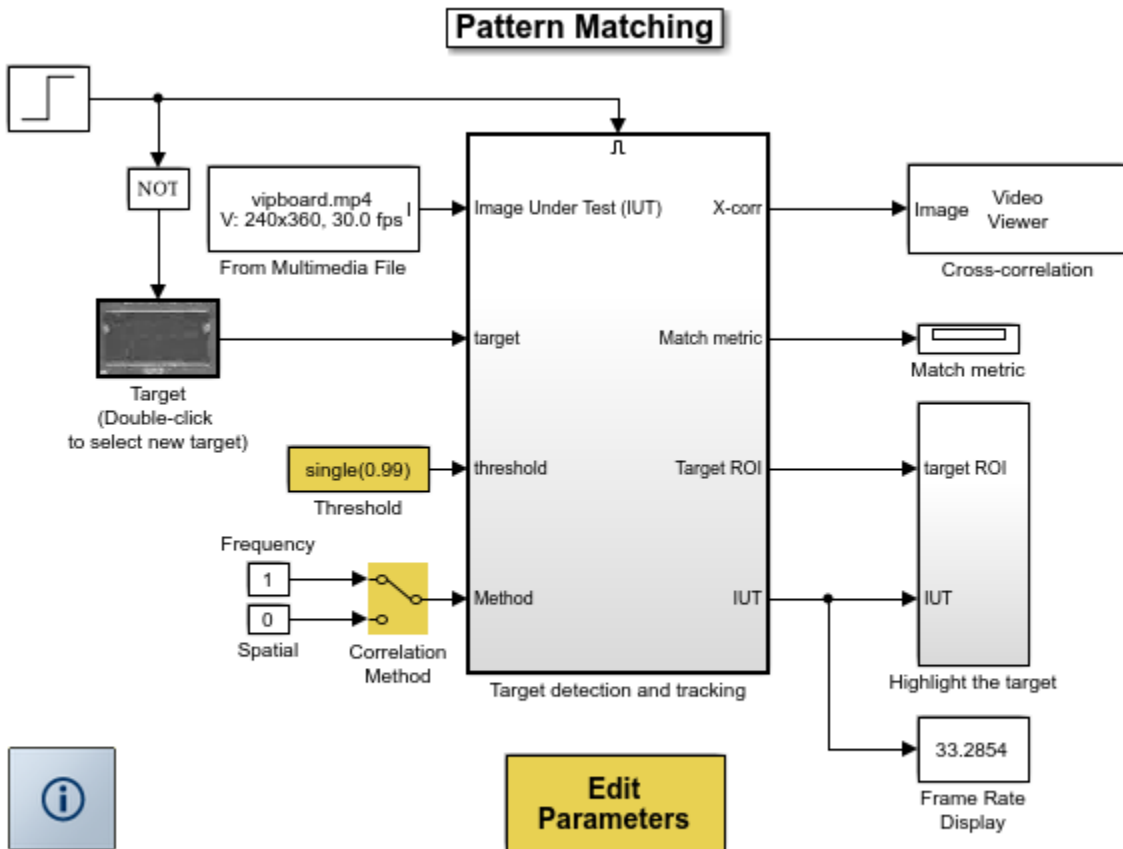 Pattern Matching
NOT
vipboard.mp4
V: 240x360, 30.0 fps
I
From Multimedia File
Target
(Double-click
to select new target)
single(0.99)
Threshold
Frequency
1
0
Spatial
Correlation
Method
Image Under Test (IUT)
target
threshold
Method
X-corr
Match metric
Target ROI
IUT
Target detection and tracking
Image
Video
Viewer
Cross-correlation
Match metric
target ROI
IUT
Highlight the target
33.2854
Frame Rate
Display
i
Edit
Parameters